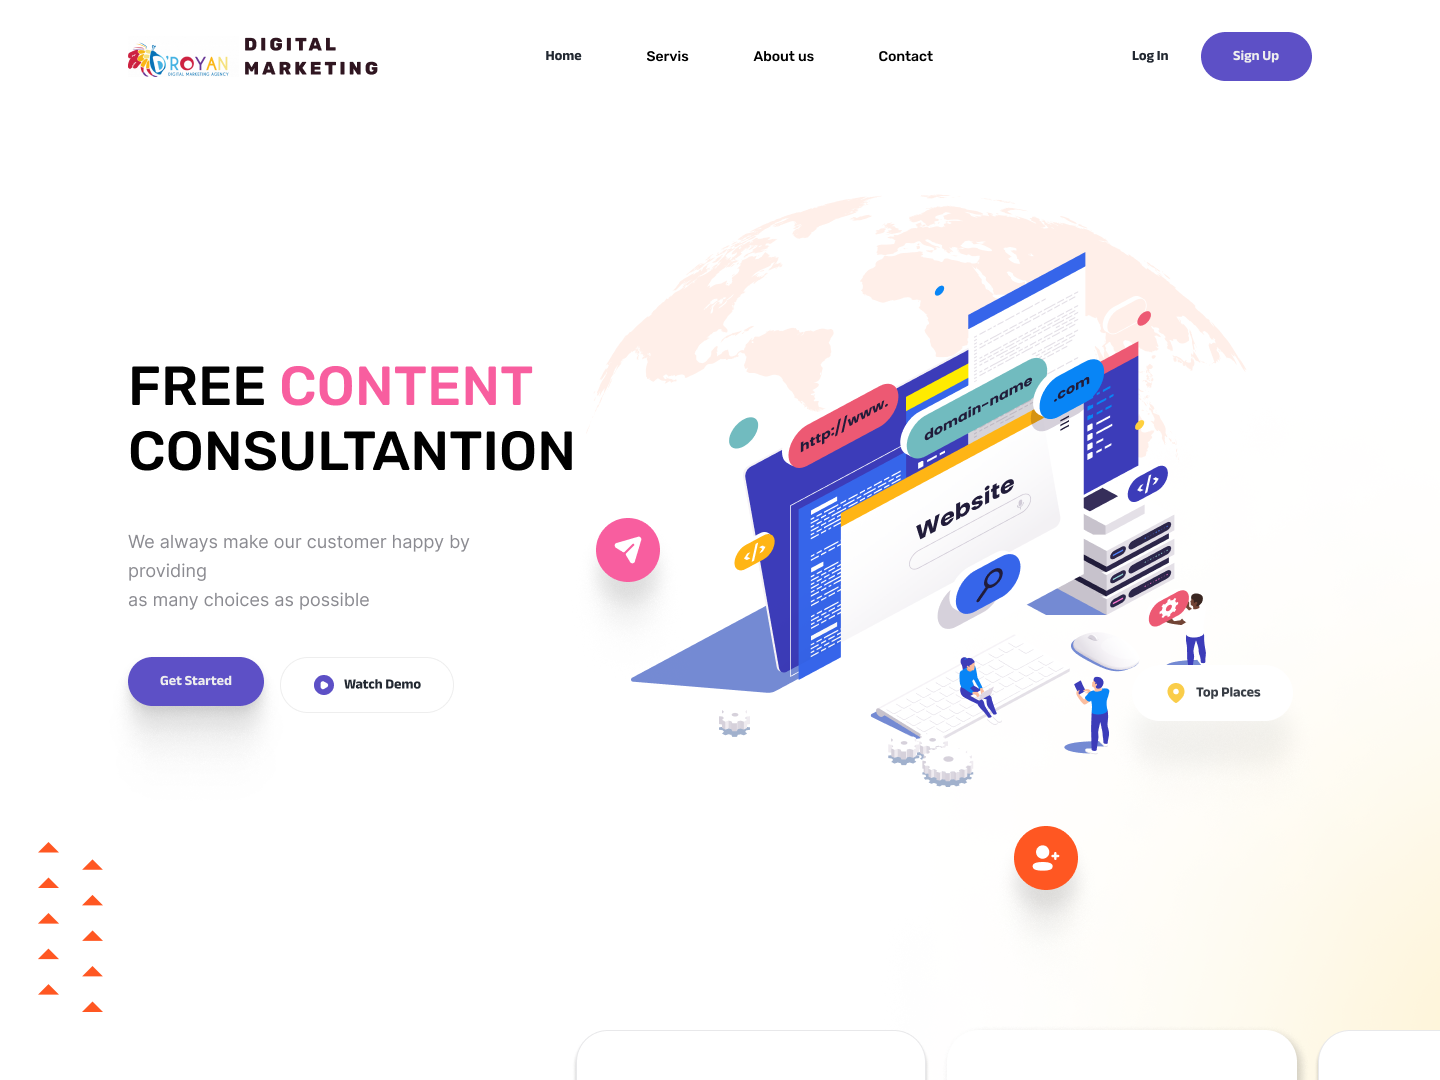 D'ROYAN
DIGITAL MARKETING AGENCY
DIGITAL
MARKETING
Home
Servis
About us
Contact
Log In
Sign Up
FREE CONTENT
CONSULTANTION
We always make our customer happy by
providing
as many choices as possible
Get Started
Watch Demo
http://www.
domain-name
.com
Website
</>
</>
Top Places